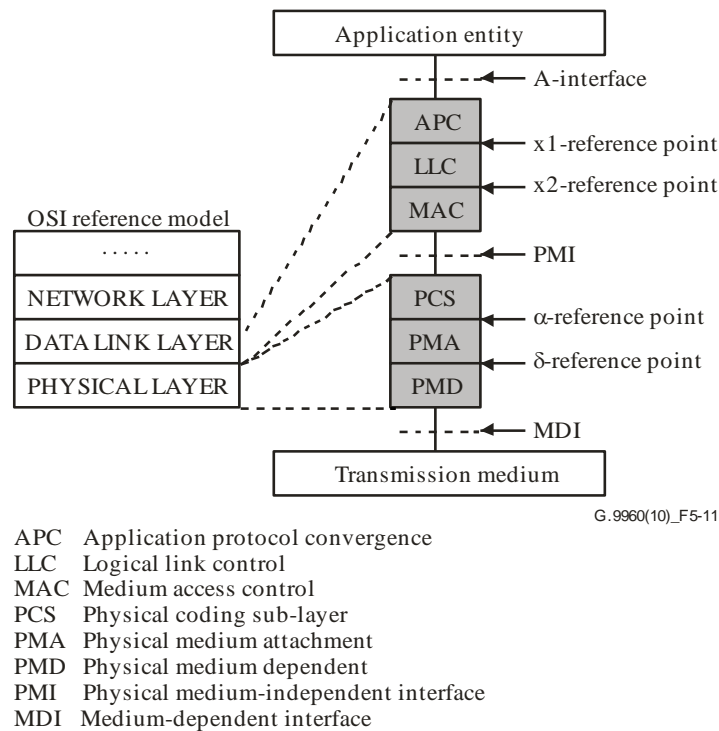 Application entity
A-interface
APC
x1-reference point
LLC
x2-reference point
MAC
OSI reference model
. . . . .
PMI
NETWORK LAYER
PCS
α-reference point
DATA LINK LAYER
PMA
δ-reference point
PHYSICAL LAYER
PMD
MDI
Transmission medium
G.9960(10)_F5-11
APC Application protocol convergence
LLC Logical link control
MAC Medium access control
PCS Physical coding sub-layer
PMA Physical medium attachment
PMD Physical medium dependent
PMI Physical medium-independent interface
MDI Medium-dependent interface